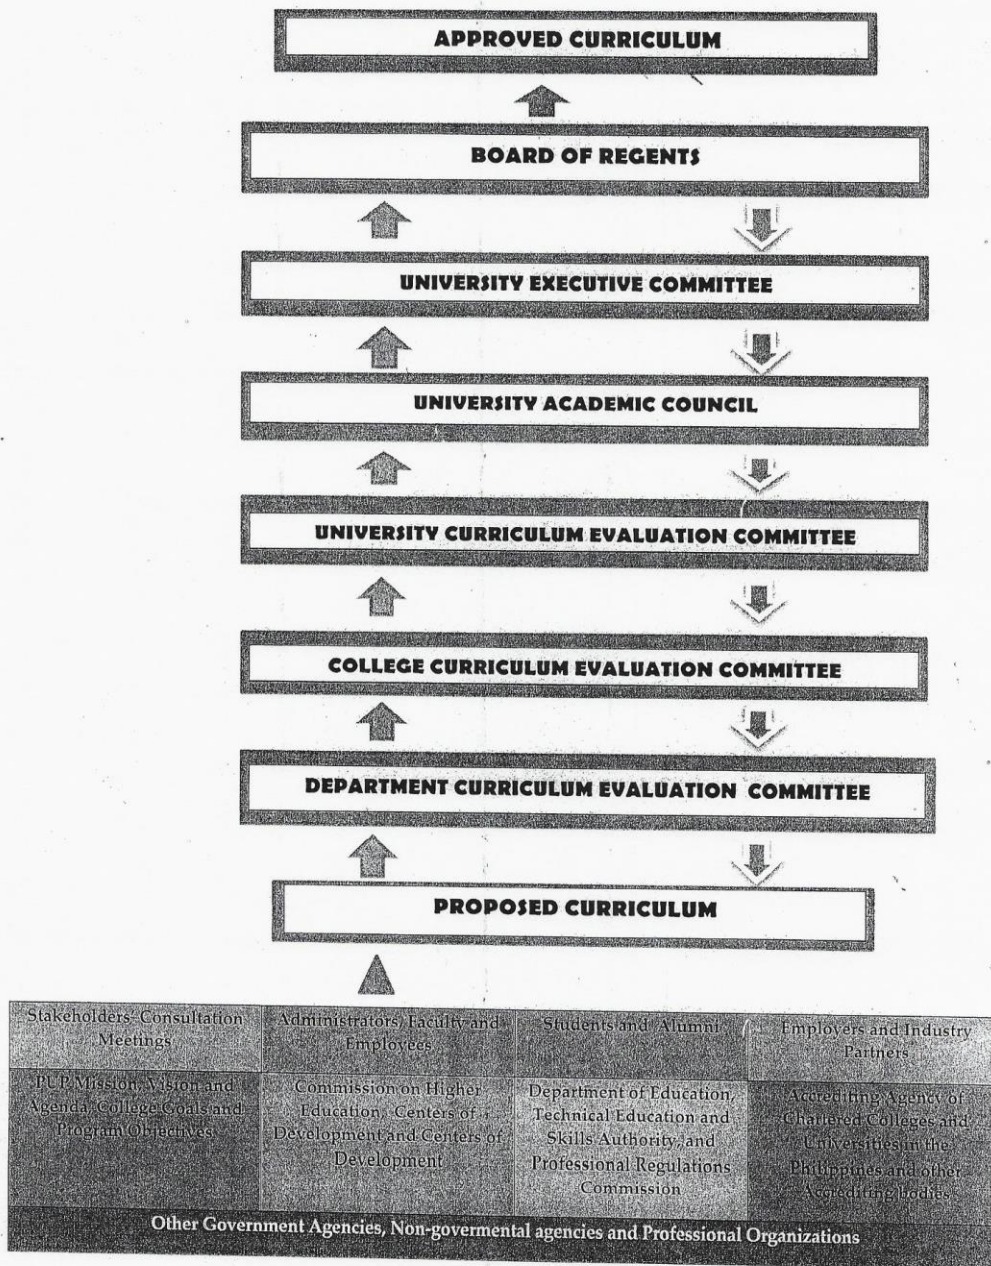 APPROVED CURRICULUM
BOARD OF REGENTS
UNIVERSITY EXECUTIVE COMMITTEE
UNIVERSITY ACADEMIC COUNCIL
UNIVERSITY CURRICULUM EVALUATION COMMITTEE
COLLEGE CURRICULUM EVALUATION COMMITTEE
DEPARTMENT CURRICULUM EVALUATION COMMITTEE
PROPOSED CURRICULUM
Stakeholders-Consultation
Meetings
Administrators, Faculty and
Employees
Students and Alumni
Employers and Industry
Partners
PUP Mission, Vision and
Agenda, College Goals and
Program Objectives
Commission on Higher
Education, Centers of
Development and Centers of
Development
Department of Education,
Technical Education and
Skills Authority, and
Professional Regulations
Commission
Accrediting Agency of
Chartered Colleges and
Universities in the
Philippines and other
Accrediting bodies
Other Government Agencies, Non-govermental agencies and Professional Organizations